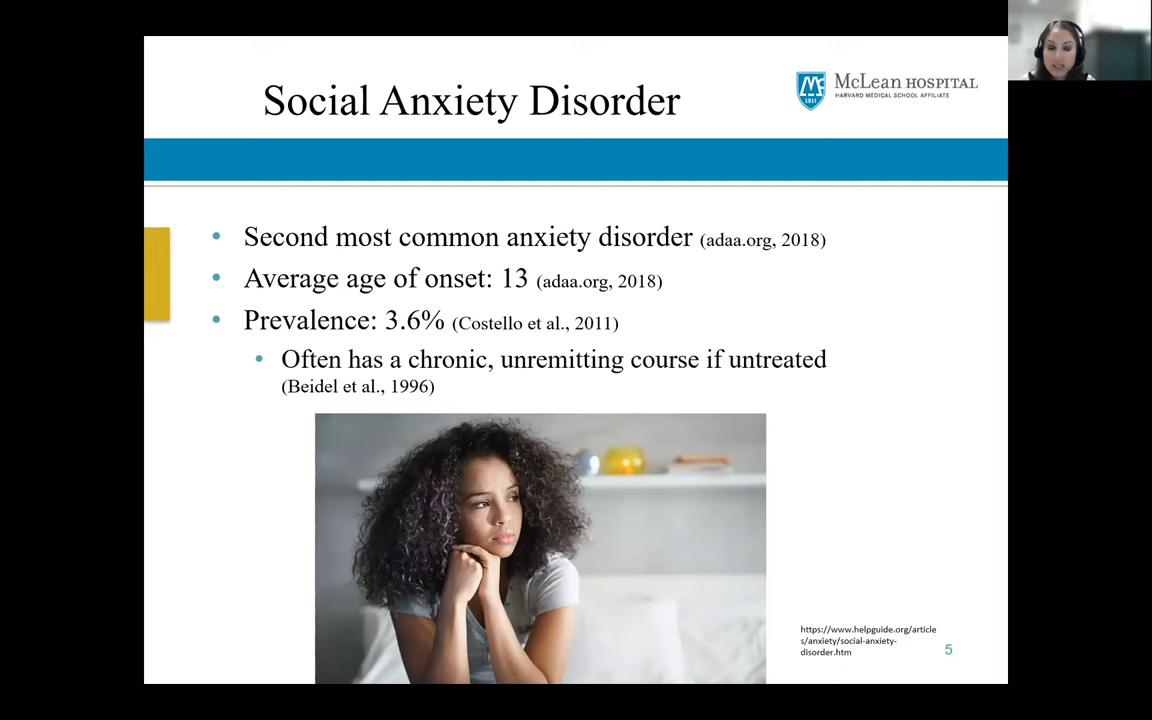 Social Anxiety Disorder
McLEAN HOSPITAL
HARVARD MEDICAL SCHOOL AFFILIATE
1811
• Second most common anxiety disorder (adaa.org, 2018)
• Average age of onset: 13 (adaa.org, 2018)
• Prevalence: 3.6% (Costello et al., 2011)
• Often has a chronic, unremitting course if untreated
(Beidel et al., 1996)
https://www.helpguide.org/article
s/anxiety/social-anxiety-
disorder.htm
5